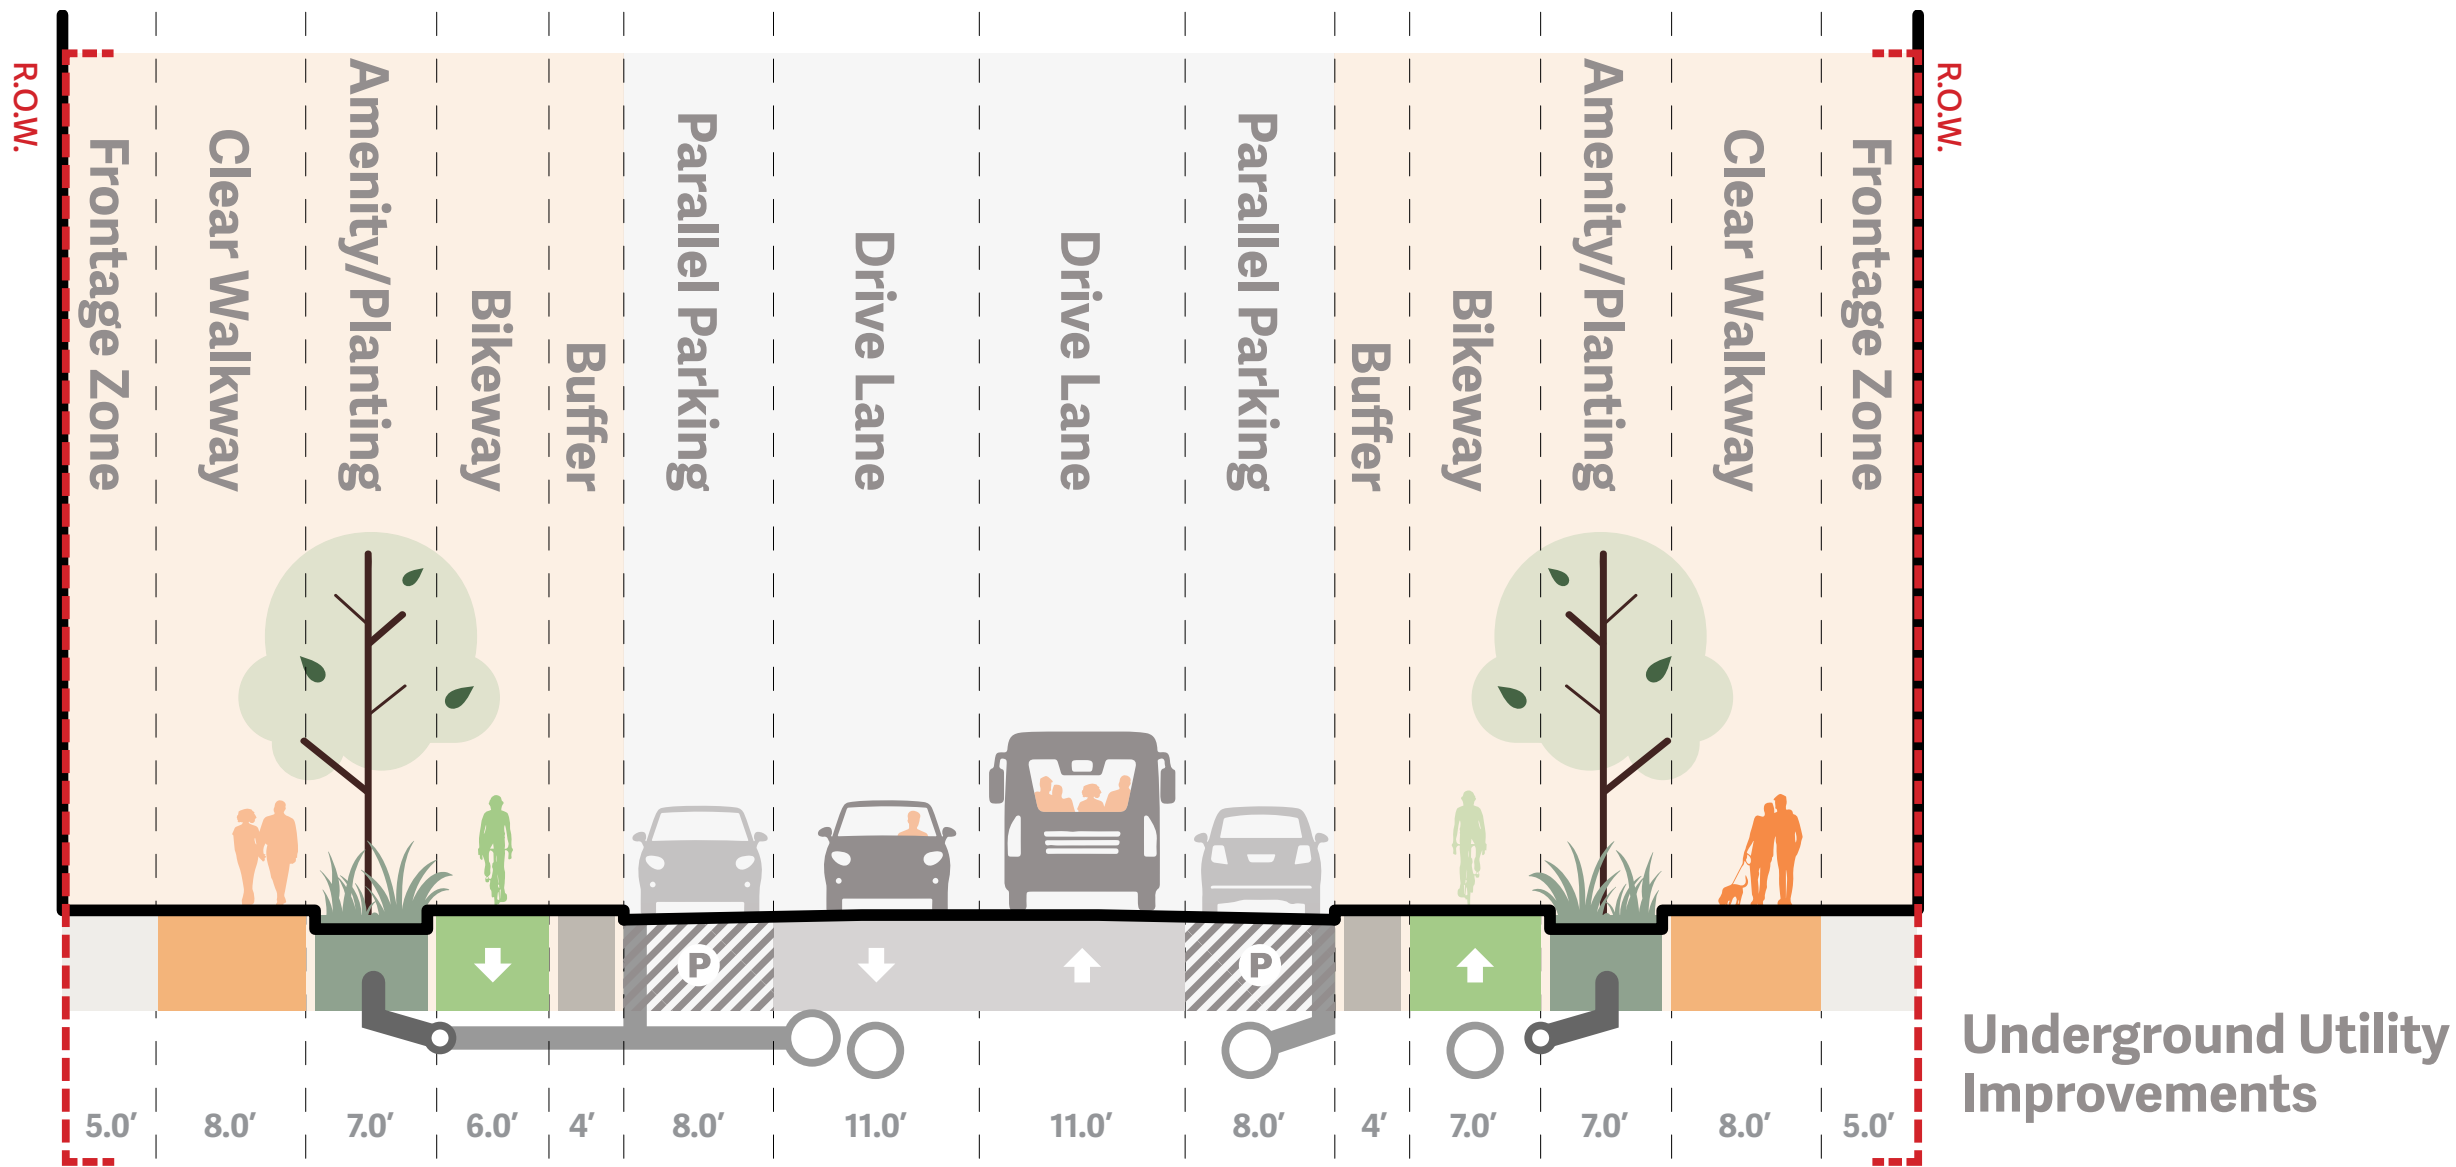 R.O.W.
Frontage Zone
Clear Walkway
Amenity/Planting
Bikeway
Buffer
Parallel Parking
Drive Lane
Drive Lane
Parallel Parking
Buffer
Bikeway
Amenity/Planting
Clear Walkway
Frontage Zone
R.O.W.
P
P
Underground Utility
Improvements
5.0′
8.0′
7.0′
6.0′
4′
8.0′
11.0′
11.0′
8.0′
4′
7.0′
7.0′
8.0′
5.0′